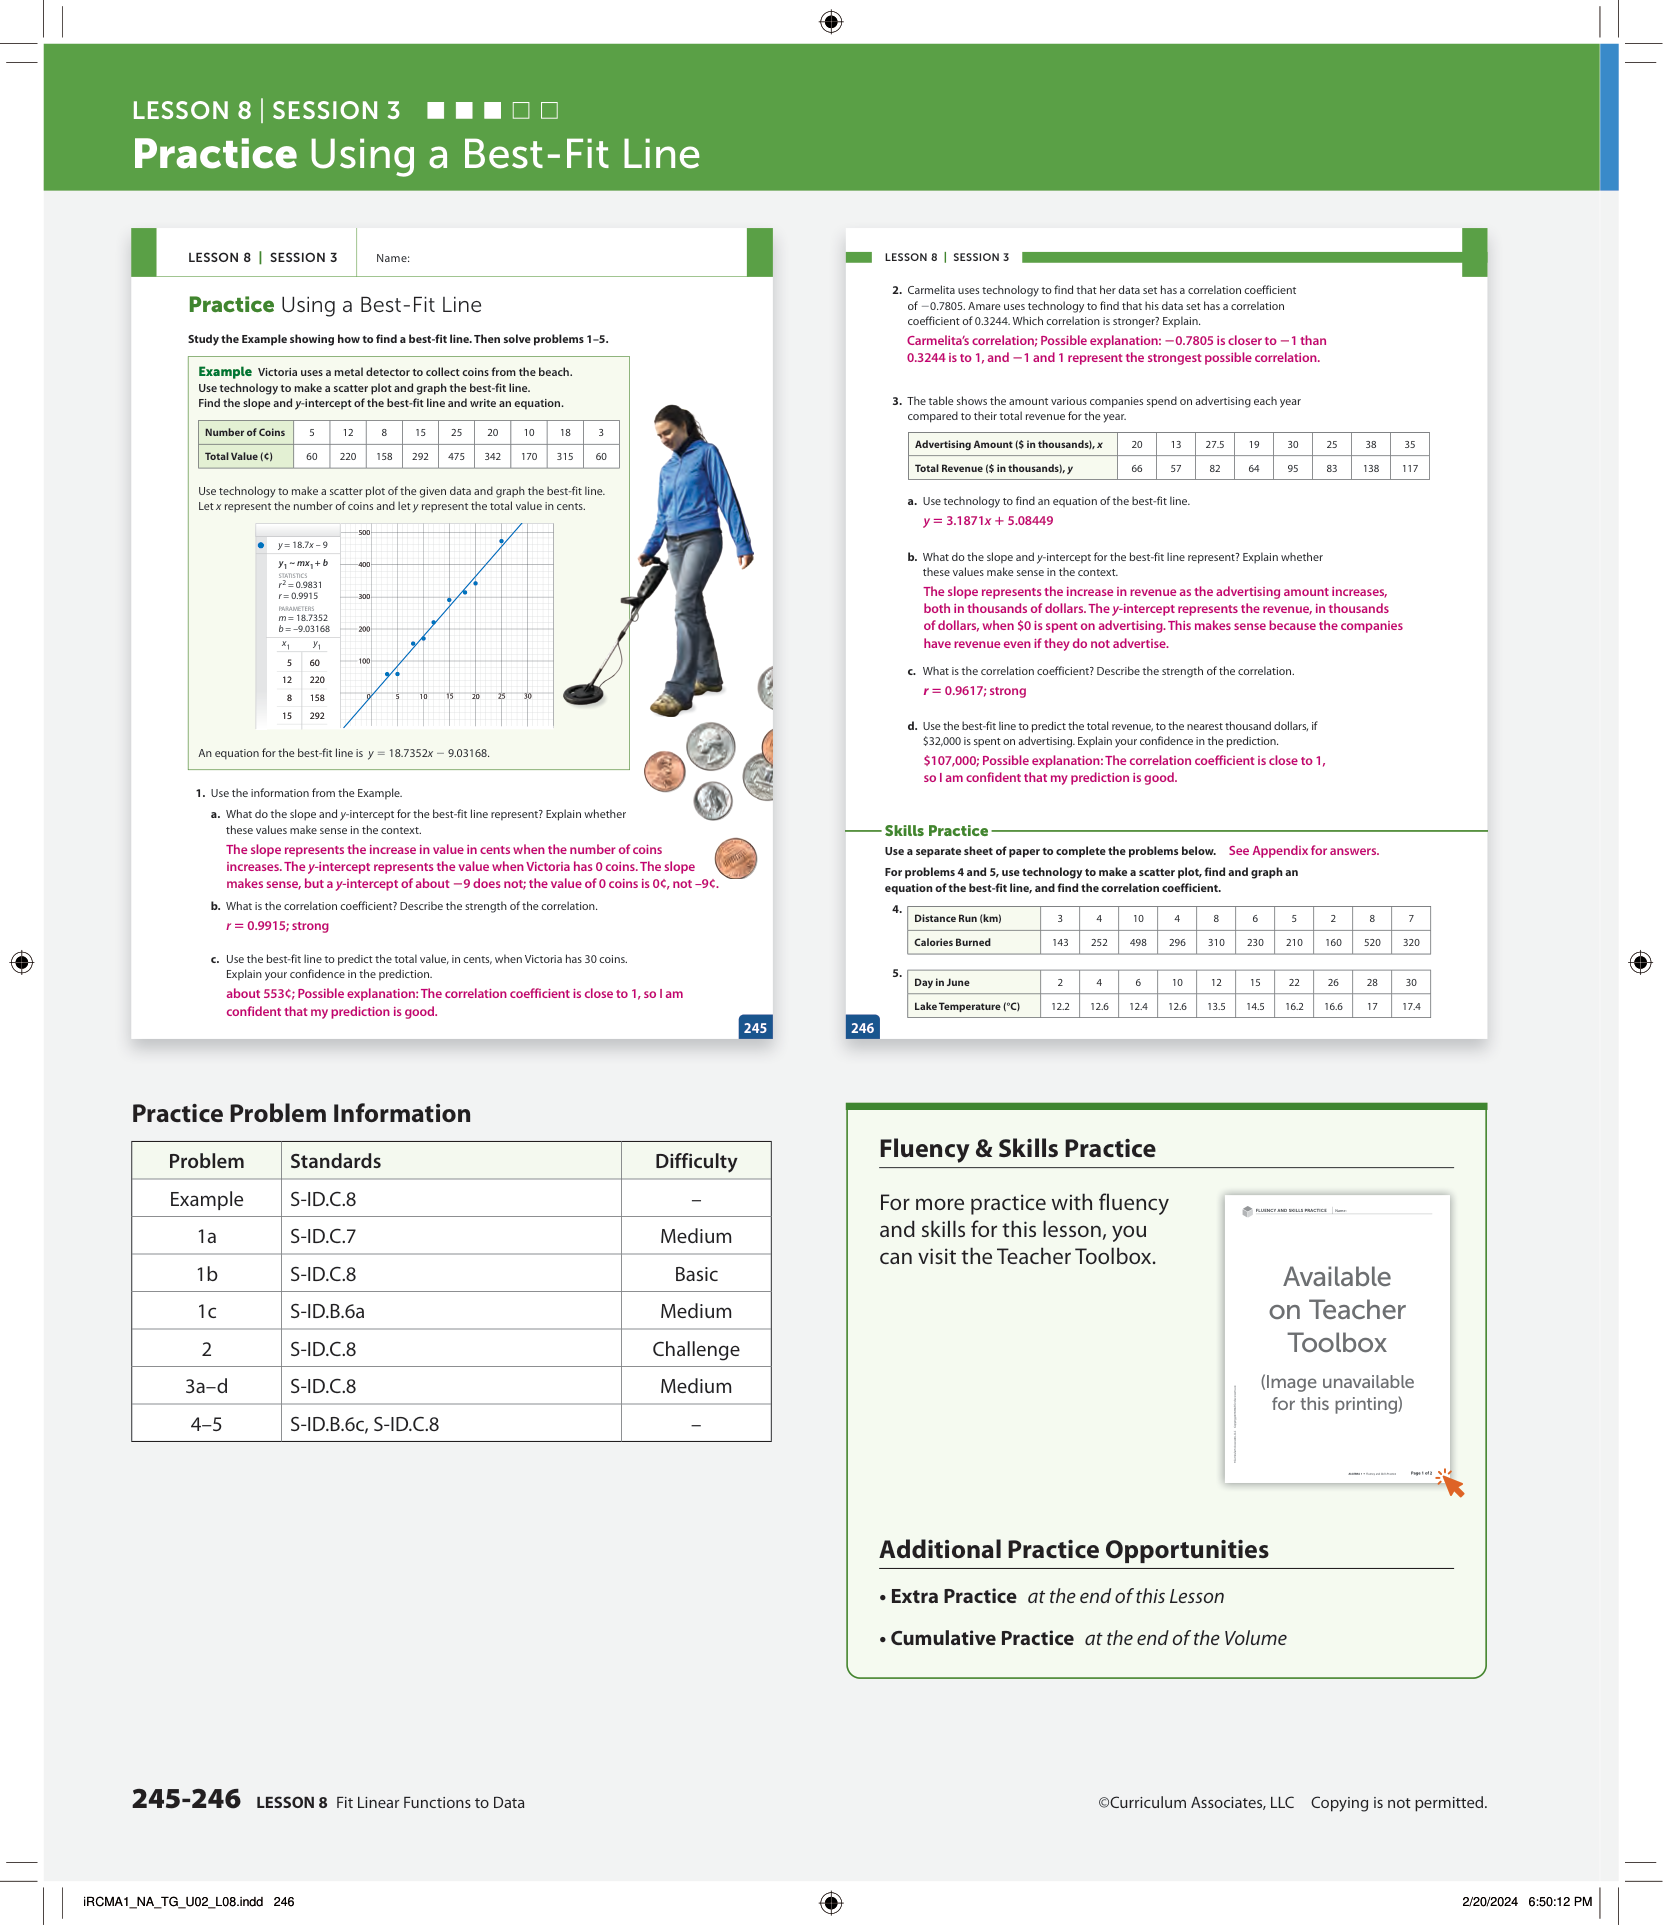 LESSON 8 | SESSION 3
Practice Using a Best-Fit Line
LESSON 8 | SESSION 3
Name:
Practice Using a Best-Fit Line
Study the Example showing how to find a best-fit line. Then solve problems 1–5.
Example Victoria uses a metal detector to collect coins from the beach.
Use technology to make a scatter plot and graph the best-fit line.
Find the slope and y-intercept of the best-fit line and write an equation.
Number of Coins 5 12 8 15 25 20 10 18 3
Total Value (¢) 60 220 158 292 475 342 170 315 60
Use technology to make a scatter plot of the given data and graph the best-fit line.
Let x represent the number of coins and let y represent the total value in cents.
y = 18.7x – 9
y1 ~ mx1 + b
STATISTICS
r² = 0.9831
r = 0.9915
PARAMETERS
m = 18.7352
b = –9.03168
x1 y1
5 60
12 220
8 158
15 292
500
400
300
200
100
0 5 10 15 20 25 30
An equation for the best-fit line is y = 18.7352x − 9.03168.
1. Use the information from the Example.
a. What do the slope and y-intercept for the best-fit line represent? Explain whether
these values make sense in the context.
The slope represents the increase in value in cents when the number of coins
increases. The y-intercept represents the value when Victoria has 0 coins. The slope
makes sense, but a y-intercept of about −9 does not; the value of 0 coins is 0¢, not –9¢.
b. What is the correlation coefficient? Describe the strength of the correlation.
r = 0.9915; strong
c. Use the best-fit line to predict the total value, in cents, when Victoria has 30 coins.
Explain your confidence in the prediction.
about 553¢; Possible explanation: The correlation coefficient is close to 1, so I am
confident that my prediction is good.
245
LESSON 8 | SESSION 3
2. Carmelita uses technology to find that her data set has a correlation coefficient
of −0.7805. Amare uses technology to find that his data set has a correlation
coefficient of 0.3244. Which correlation is stronger? Explain.
Carmelita's correlation; Possible explanation: −0.7805 is closer to −1 than
0.3244 is to 1, and −1 and 1 represent the strongest possible correlation.
3. The table shows the amount various companies spend on advertising each year
compared to their total revenue for the year.
Advertising Amount ($ in thousands), x 20 13 27.5 19 30 25 38 35
Total Revenue ($ in thousands), y 66 57 82 64 95 83 138 117
a. Use technology to find an equation of the best-fit line.
y = 3.1871x + 5.08449
b. What do the slope and y-intercept for the best-fit line represent? Explain whether
these values make sense in the context.
The slope represents the increase in revenue as the advertising amount increases,
both in thousands of dollars. The y-intercept represents the revenue, in thousands
of dollars, when $0 is spent on advertising. This makes sense because the companies
have revenue even if they do not advertise.
c. What is the correlation coefficient? Describe the strength of the correlation.
r = 0.9617; strong
d. Use the best-fit line to predict the total revenue, to the nearest thousand dollars, if
$32,000 is spent on advertising. Explain your confidence in the prediction.
$107,000; Possible explanation: The correlation coefficient is close to 1,
so I am confident that my prediction is good.
Skills Practice
Use a separate sheet of paper to complete the problems below. See Appendix for answers.
For problems 4 and 5, use technology to make a scatter plot, find and graph an
equation of the best-fit line, and find the correlation coefficient.
4.
Distance Run (km) 3 4 10 4 8 6 5 2 8 7
Calories Burned 143 252 498 296 310 230 210 160 520 320
5.
Day in June 2 4 6 10 12 15 22 26 28 30
Lake Temperature (°C) 12.2 12.6 12.4 12.6 13.5 14.5 16.2 16.6 17 17.4
246
Practice Problem Information
Problem Standards Difficulty
Example S-ID.C.8 –
1a S-ID.C.7 Medium
1b S-ID.C.8 Basic
1c S-ID.B.6a Medium
2 S-ID.C.8 Challenge
3a–d S-ID.C.8 Medium
4–5 S-ID.B.6c, S-ID.C.8 –
Fluency & Skills Practice
For more practice with fluency
and skills for this lesson, you
can visit the Teacher Toolbox.
FLUENCY AND SKILLS PRACTICE | Name:
Available
on Teacher
Toolbox
(Image unavailable
for this printing)
Page 1 of 2
Additional Practice Opportunities
• Extra Practice at the end of this Lesson
• Cumulative Practice at the end of the Volume
245-246 LESSON 8 Fit Linear Functions to Data
©Curriculum Associates, LLC Copying is not permitted.
iRCMA1_NA_TG_U02_L08.indd 246
2/20/2024 6:50:12 PM